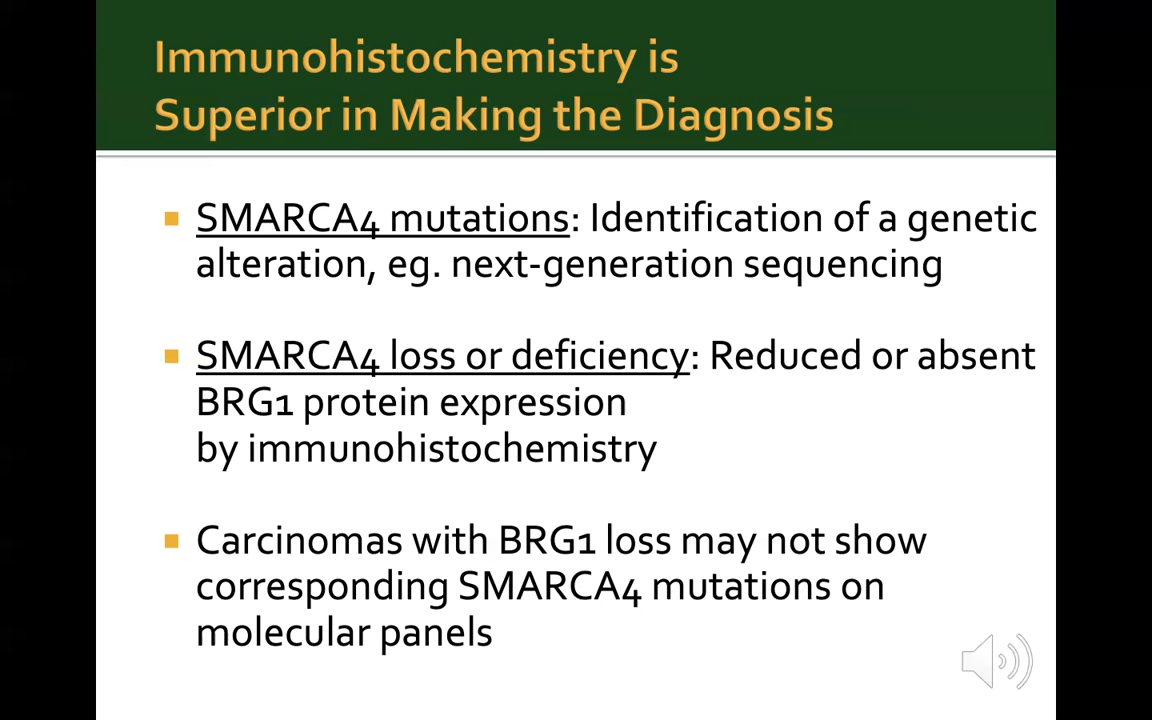 Immunohistochemistry is
Superior in Making the Diagnosis
SMARCA4 mutations: Identification of a genetic
alteration, eg. next-generation sequencing
SMARCA4 loss or deficiency: Reduced or absent
BRG1 protein expression
by immunohistochemistry
Carcinomas with BRG1 loss may not show
corresponding SMARCA4 mutations on
molecular panels